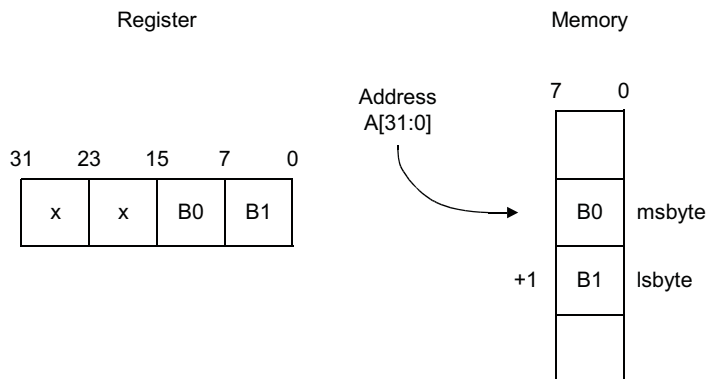 Register
Memory
Address
A[31:0]
7 0
31 23 15 7 0
x x B0 B1
B0 msbyte
+1 B1 lsbyte